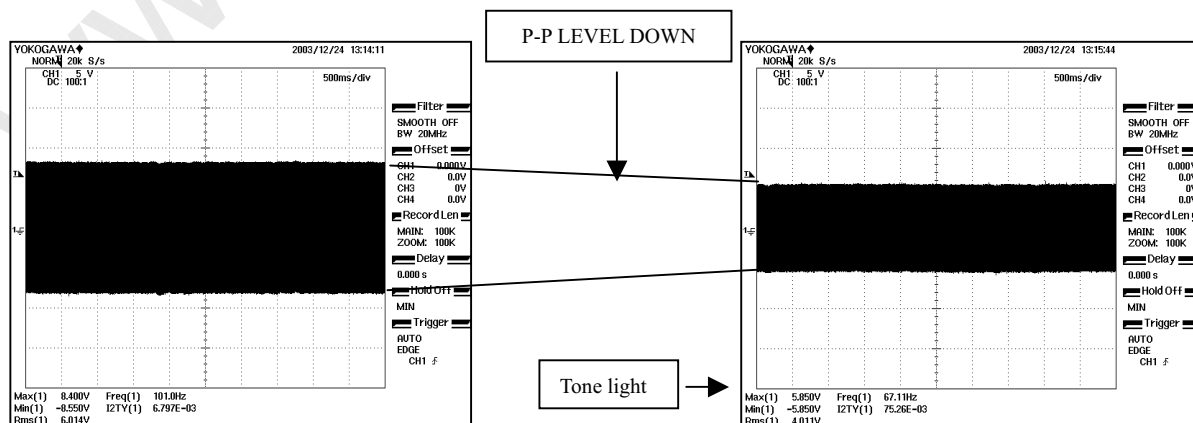 P-P LEVEL DOWN
YOKOGAWA
2003/12/24 13:14:11
NORM 20k S/s
CH1 5 V
DC 100:1
500ms/div
Filter
SMOOTH OFF
BW 20MHz
Offset
CH1 0.000V
CH2 0.0V
CH3 0V
CH4 0.0V
Record Len
MAIN: 100K
ZOOM: 100K
Delay
0.000 s
Hold Off
MIN
Trigger
AUTO
EDGE
CH1
Max(1) 8.400V Freq(1) 101.0Hz
Min(1) -8.550V I2TY(1) 6.797E-03
Rms(1) 6.014V
Tone light
YOKOGAWA
2003/12/24 13:15:44
NORM 20k S/s
CH1 5 V
DC 100:1
500ms/div
Filter
SMOOTH OFF
BW 20MHz
Offset
CH1 0.000V
CH2 0.0V
CH3 0V
CH4 0.0V
Record Len
MAIN: 100K
ZOOM: 100K
Delay
0.000 s
Hold Off
MIN
Trigger
AUTO
EDGE
CH1
Max(1) 5.850V Freq(1) 67.11Hz
Min(1) -5.850V I2TY(1) 75.26E-03
Rms(1) 4.011V